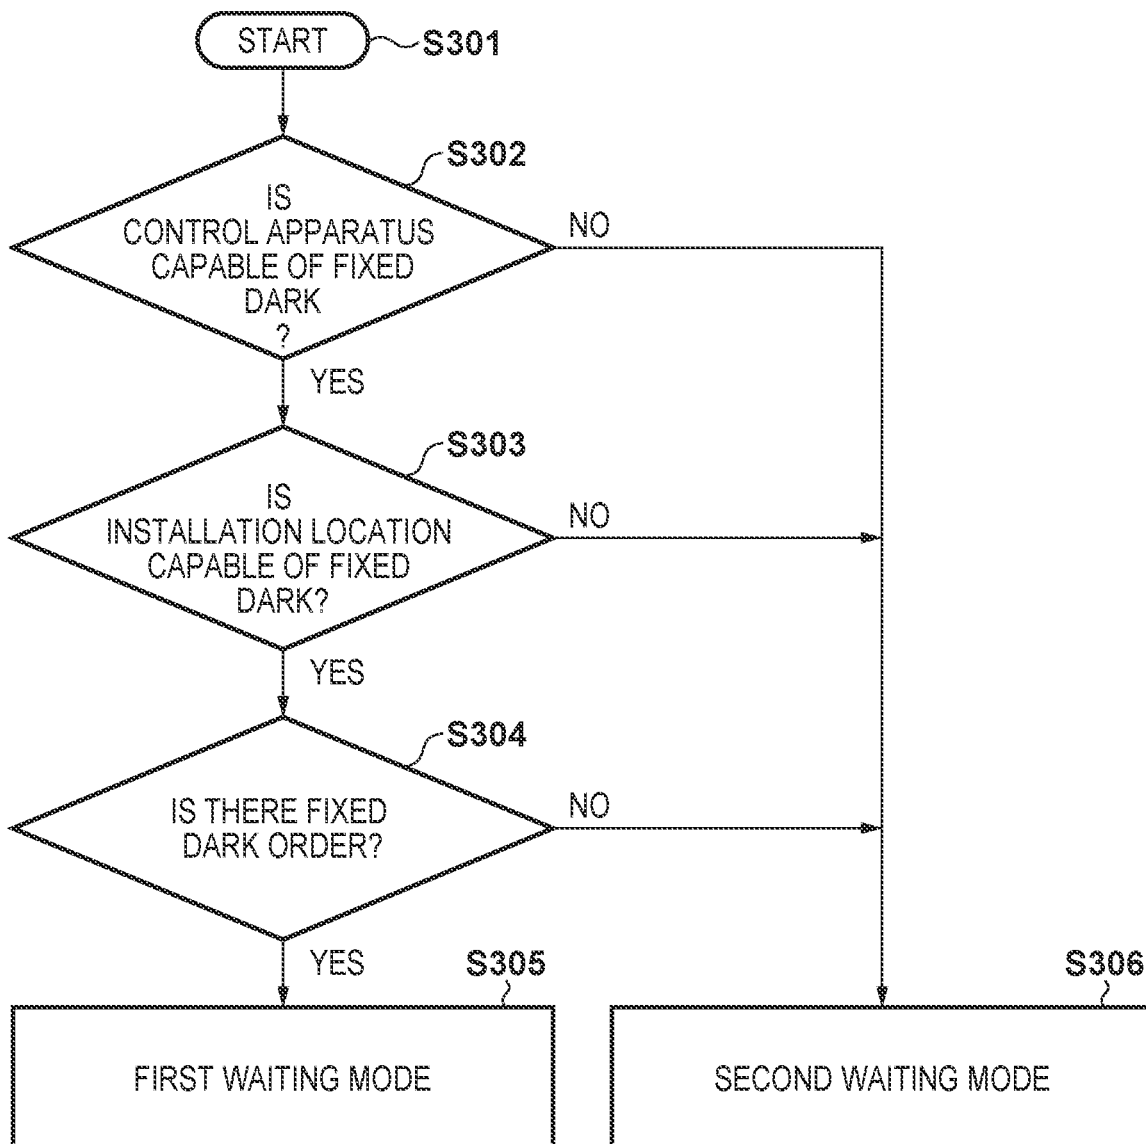 START
S301
S302
IS
CONTROL APPARATUS
CAPABLE OF FIXED
DARK
?
NO
YES
S303
IS
INSTALLATION LOCATION
CAPABLE OF FIXED
DARK?
NO
YES
S304
IS THERE FIXED
DARK ORDER?
NO
YES
S305
FIRST WAITING MODE
S306
SECOND WAITING MODE